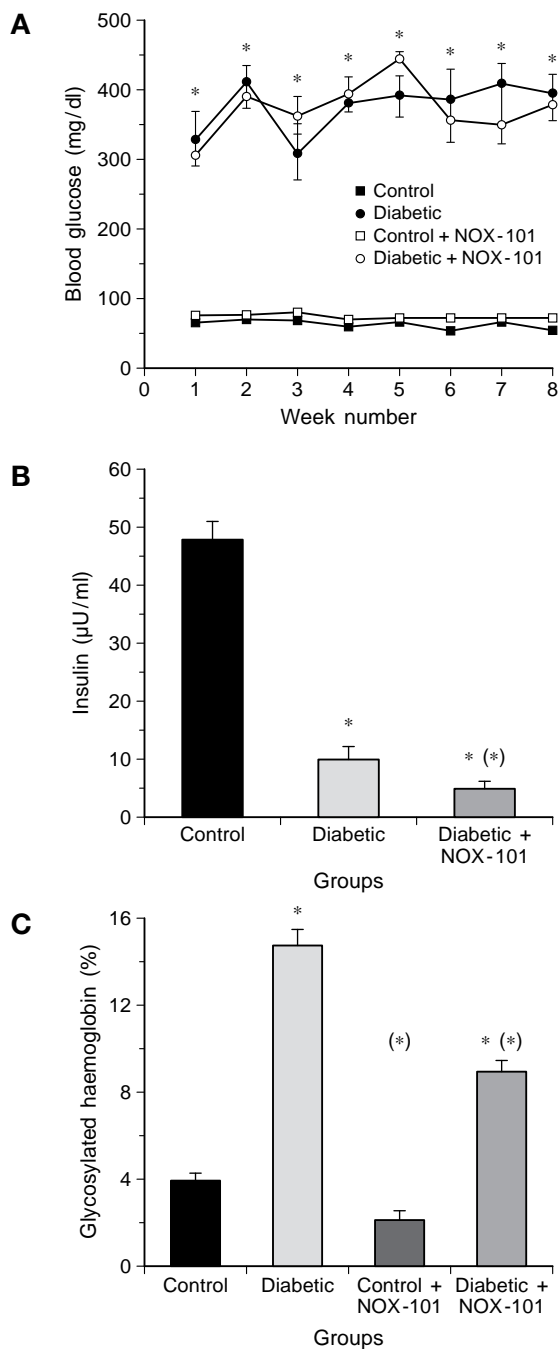 A
500
400
300
200
100
0
Blood glucose (mg/dl)
* * * * * * * *
■ Control
● Diabetic
□ Control + NOX-101
○ Diabetic + NOX-101
0 1 2 3 4 5 6 7 8
Week number
B
60
50
40
30
20
10
0
Insulin (µU/ml)
*
* (*)
Control Diabetic Diabetic +
NOX-101
Groups
C
16
12
8
4
0
Glycosylated haemoglobin (%)
*
(*)
* (*)
Control Diabetic Control + Diabetic +
NOX-101 NOX-101
Groups